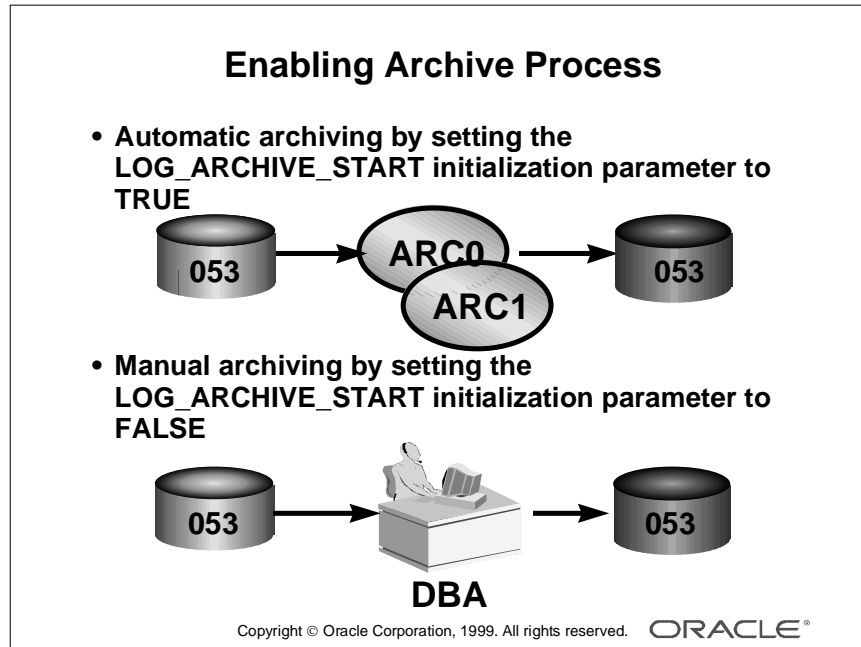 Enabling Archive Process
• Automatic archiving by setting the
LOG_ARCHIVE_START initialization parameter to
TRUE
053
ARC0
ARC1
053
• Manual archiving by setting the
LOG_ARCHIVE_START initialization parameter to
FALSE
053
053
DBA
Copyright © Oracle Corporation, 1999. All rights reserved. ORACLE®